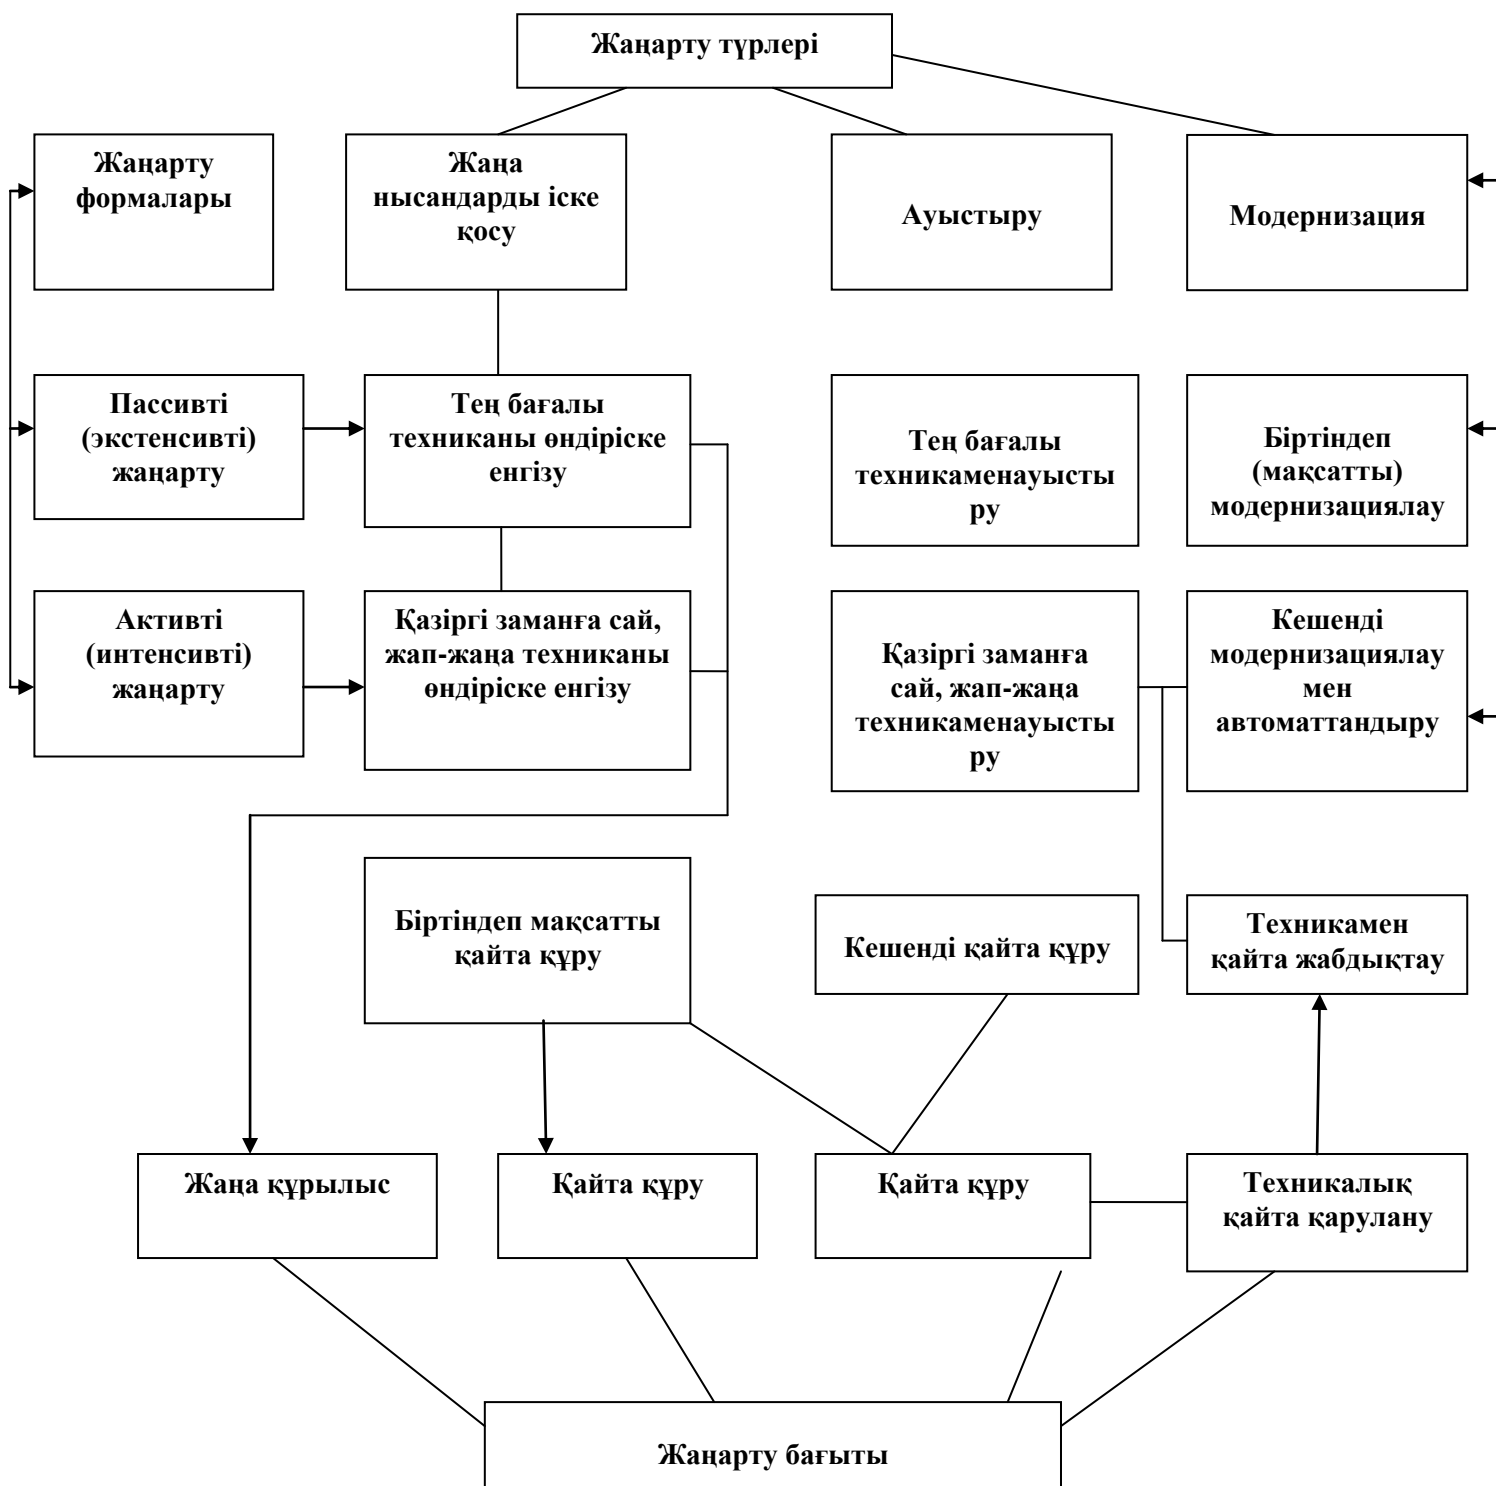 Жаңарту түрлері
Жаңарту
формалары
Жаңа
нысандарды іске
қосу
Ауыстыру
Модернизация
Пассивті
(экстенсивті)
жаңарту
Тең бағалы
техниканы өндіріске
енгізу
Тең бағалы
техникаменауысты
ру
Біртіндеп
(мақсатты)
модернизациялау
Активті
(интенсивті)
жаңарту
Қазіргі заманға сай,
жап-жаңа техниканы
өндіріске енгізу
Қазіргі заманға
сай, жап-жаңа
техникаменауысты
ру
Кешенді
модернизациялау
мен
автоматтандыру
Біртіндеп мақсатты
қайта құру
Кешенді қайта құру
Техникамен
қайта жабдықтау
Жаңа құрылыс
Қайта құру
Қайта құру
Техникалық
қайта қарулану
Жаңарту бағыты